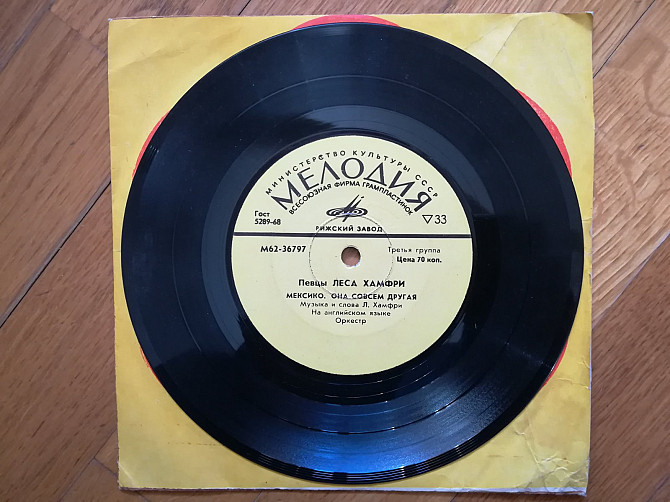 МИНИСТЕРСТВО КУЛЬТУРЫ СССР
МЕЛОДИЯ
ВСЕСОЮЗНАЯ ФИРМА ГРАМПЛАСТИНОК
Гост
5289-68
▽33
РИЖСКИЙ ЗАВОД
М62-36797
Третья группа
Цена 70 коп.
Певцы ЛЕСА ХАМФРИ
МЕКСИКО. ОНА СОВСЕМ ДРУГАЯ
Музыка и слова Л. Хамфри
На английском языке
Оркестр